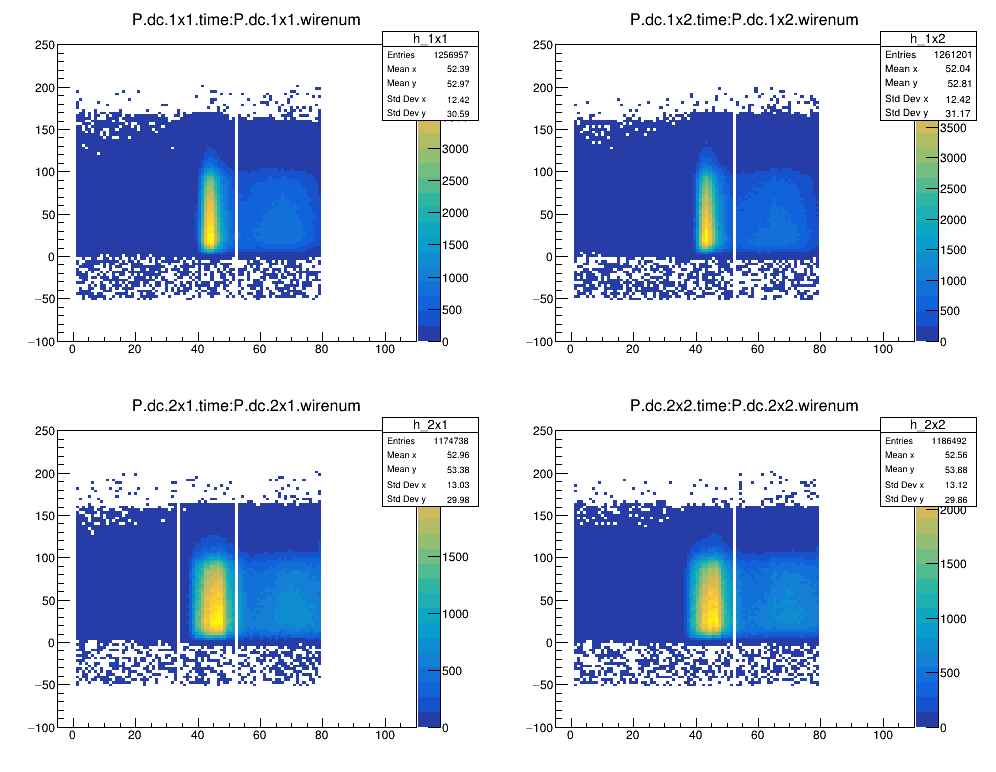 P.dc.1x1.time:P.dc.1x1.wirenum
h_1x1
Entries 1256957
Mean x 52.39
Mean y 52.97
Std Dev x 12.42
Std Dev y 30.59
250
200
150
100
50
0
−50
−100
0 20 40 60 80 100
3000
2500
2000
1500
1000
500
0
P.dc.1x2.time:P.dc.1x2.wirenum
h_1x2
Entries 1261201
Mean x 52.04
Mean y 52.81
Std Dev x 12.42
Std Dev y 31.17
250
200
150
100
50
0
−50
−100
0 20 40 60 80 100
3500
3000
2500
2000
1500
1000
500
0
P.dc.2x1.time:P.dc.2x1.wirenum
h_2x1
Entries 1174738
Mean x 52.96
Mean y 53.38
Std Dev x 13.03
Std Dev y 29.98
250
200
150
100
50
0
−50
−100
0 20 40 60 80 100
1500
1000
500
0
P.dc.2x2.time:P.dc.2x2.wirenum
h_2x2
Entries 1186492
Mean x 52.56
Mean y 53.88
Std Dev x 13.12
Std Dev y 29.86
250
200
150
100
50
0
−50
−100
0 20 40 60 80 100
2000
1500
1000
500
0